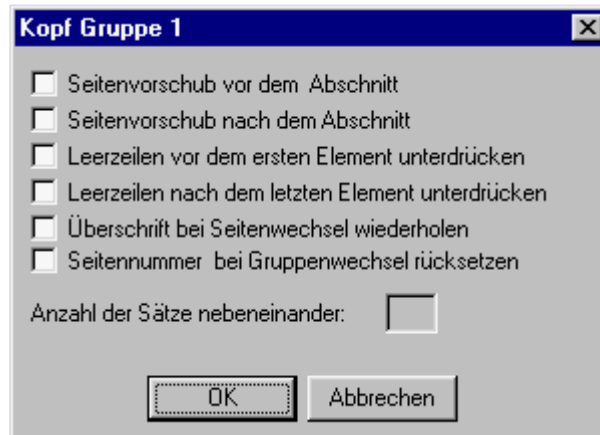 Kopf Gruppe 1
Seitenvorschub vor dem Abschnitt
Seitenvorschub nach dem Abschnitt
Leerzeilen vor dem ersten Element unterdrücken
Leerzeilen nach dem letzten Element unterdrücken
Überschrift bei Seitenwechsel wiederholen
Seitennummer bei Gruppenwechsel rücksetzen
Anzahl der Sätze nebeneinander:
OK Abbrechen